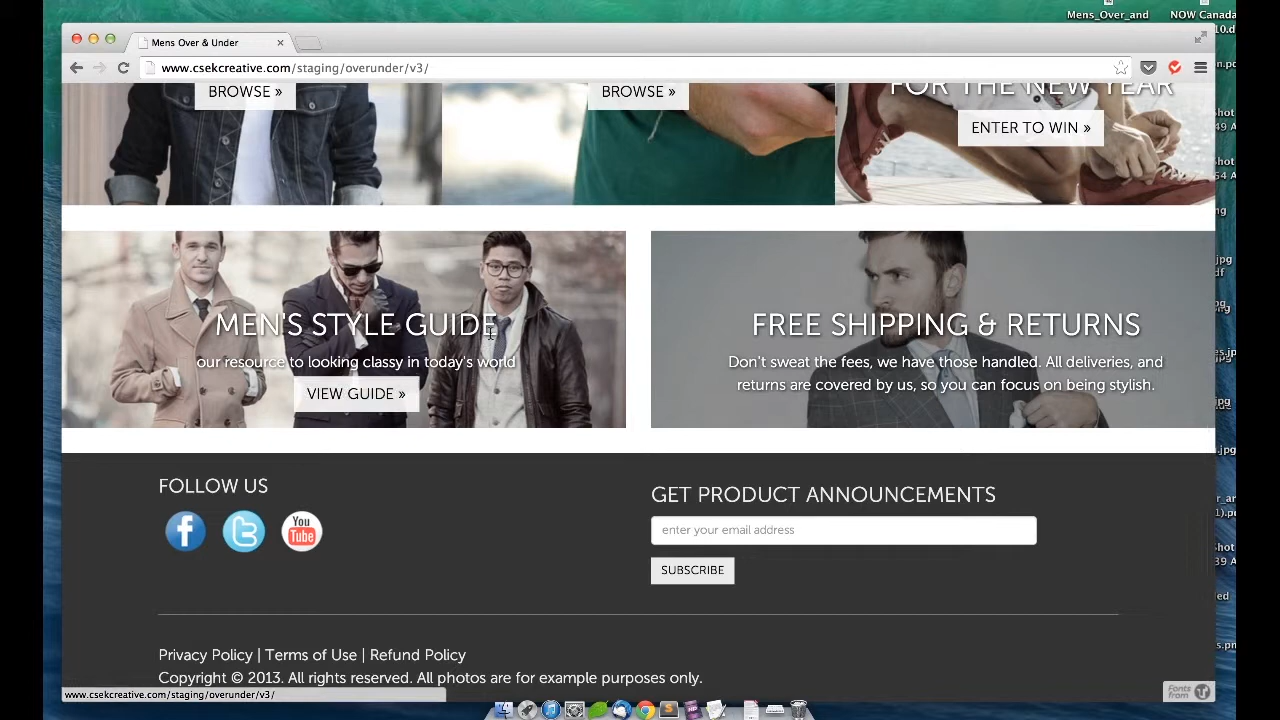 Mens_Over_and
NOW Canada
Mens Over & Under
www.csekcreative.com/staging/overunder/v3/
BROWSE »
BROWSE »
FOR THE NEW YEAR
ENTER TO WIN »
MEN'S STYLE GUIDE
our resource to looking classy in today's world
VIEW GUIDE »
FREE SHIPPING & RETURNS
Don't sweat the fees, we have those handled. All deliveries, and
returns are covered by us, so you can focus on being stylish.
FOLLOW US
You
Tube
GET PRODUCT ANNOUNCEMENTS
enter your email address
SUBSCRIBE
Privacy Policy | Terms of Use | Refund Policy
Copyright © 2013. All rights reserved. All photos are for example purposes only.
www.csekcreative.com/staging/overunder/v3/
Fonts
from